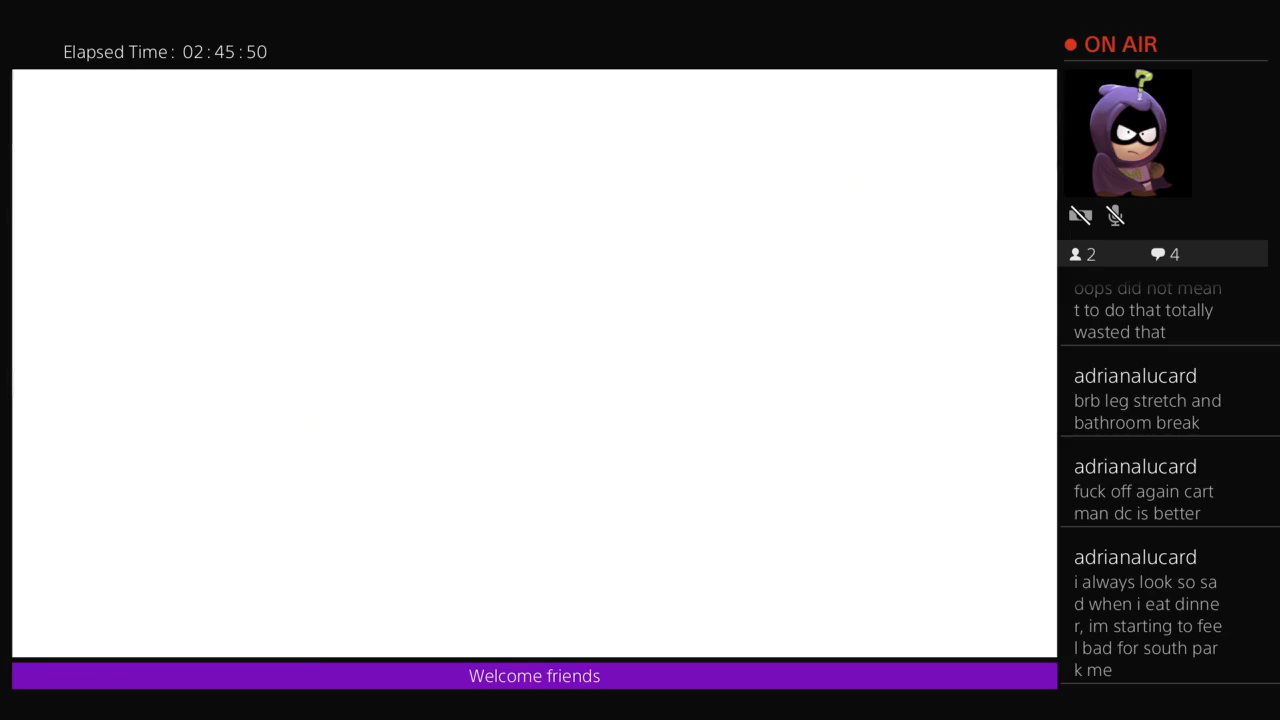 Elapsed Time: 02:45:50
ON AIR
?
2 4
oops did not mean
t to do that totally
wasted that
adrianalucard
brb leg stretch and
bathroom break
adrianalucard
fuck off again cart
man dc is better
adrianalucard
i always look so sa
d when i eat dinne
r, im starting to fee
l bad for south par
k me
Welcome friends